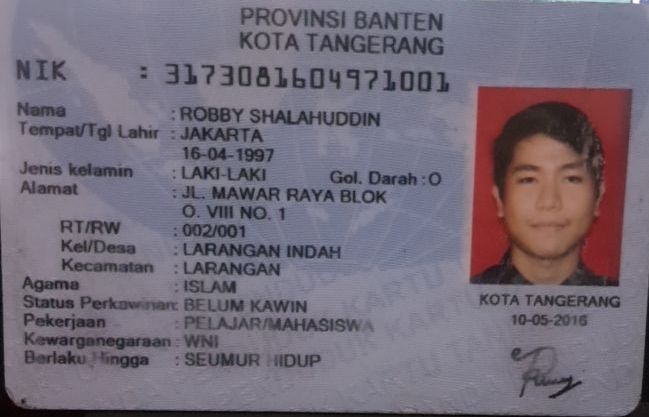 PROVINSI BANTEN
KOTA TANGERANG
NIK : 3173081604971001
Nama : ROBBY SHALAHUDDIN
Tempat/Tgl Lahir : JAKARTA
16-04-1997
Jenis kelamin : LAKI-LAKI Gol. Darah : O
Alamat : JL. MAWAR RAYA BLOK
O. VIII NO. 1
RT/RW : 002/001
Kel/Desa : LARANGAN INDAH
Kecamatan : LARANGAN
Agama : ISLAM
Status Perkawinan: BELUM KAWIN
Pekerjaan : PELAJAR/MAHASISWA
Kewarganegaraan: WNI
Berlaku Hingga : SEUMUR HIDUP
KOTA TANGERANG
10-05-2016